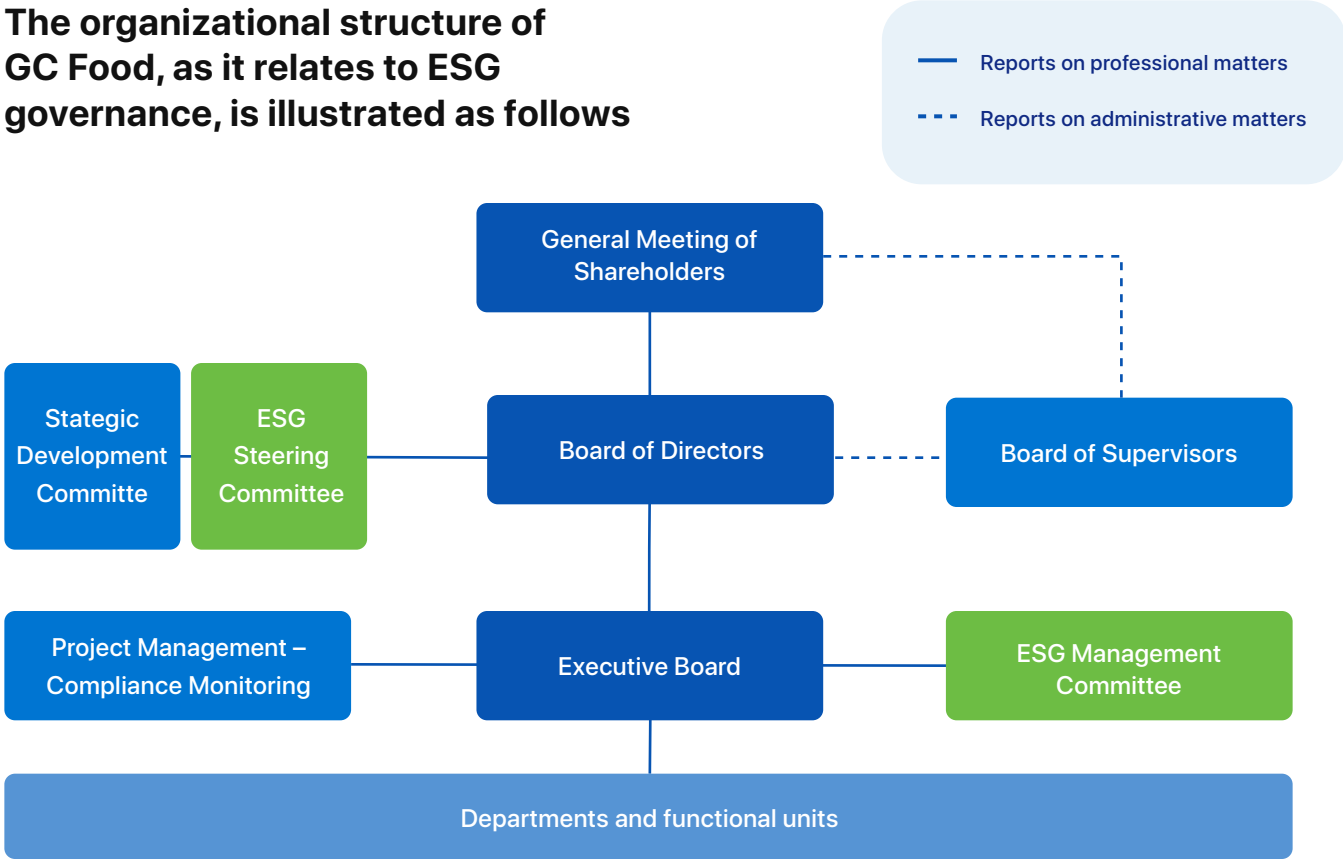 The organizational structure of
GC Food, as it relates to ESG
governance, is illustrated as follows
Reports on professional matters
Reports on administrative matters
General Meeting of
Shareholders
Stategic
Development
Committe
ESG
Steering
Committee
Board of Directors
Board of Supervisors
Project Management –
Compliance Monitoring
Executive Board
ESG Management
Committee
Departments and functional units